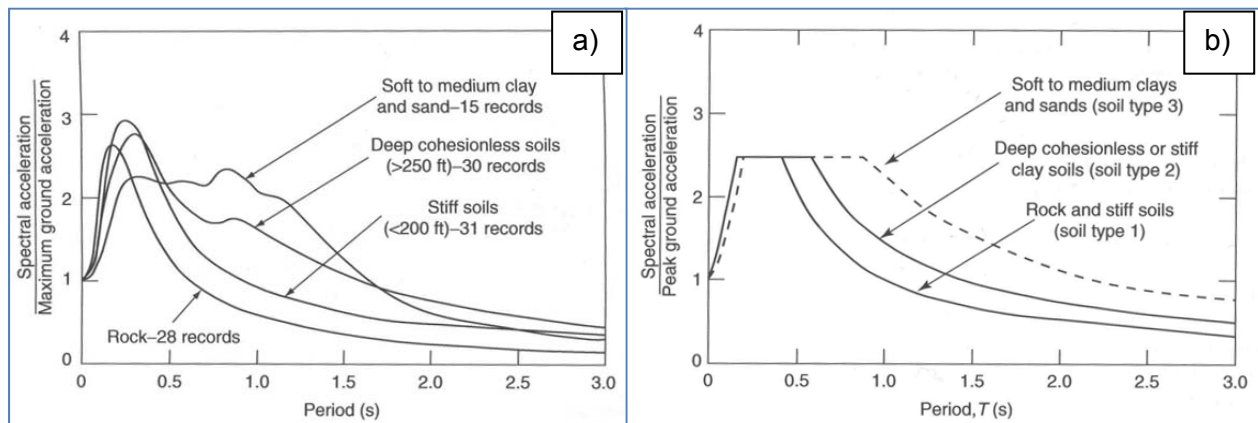 a)
4
3
2
1
0
Spectral acceleration
Maximum ground acceleration
Soft to medium clay
and sand–15 records
Deep cohesionless soils
(>250 ft)–30 records
Stiff soils
(<200 ft)–31 records
Rock–28 records
0 0.5 1.0 1.5 2.0 2.5 3.0
Period (s)
b)
4
3
2
1
0
Spectral acceleration
Peak ground acceleration
Soft to medium clays
and sands (soil type 3)
Deep cohesionless or stiff
clay soils (soil type 2)
Rock and stiff soils
(soil type 1)
0 0.5 1.0 1.5 2.0 2.5 3.0
Period, T (s)